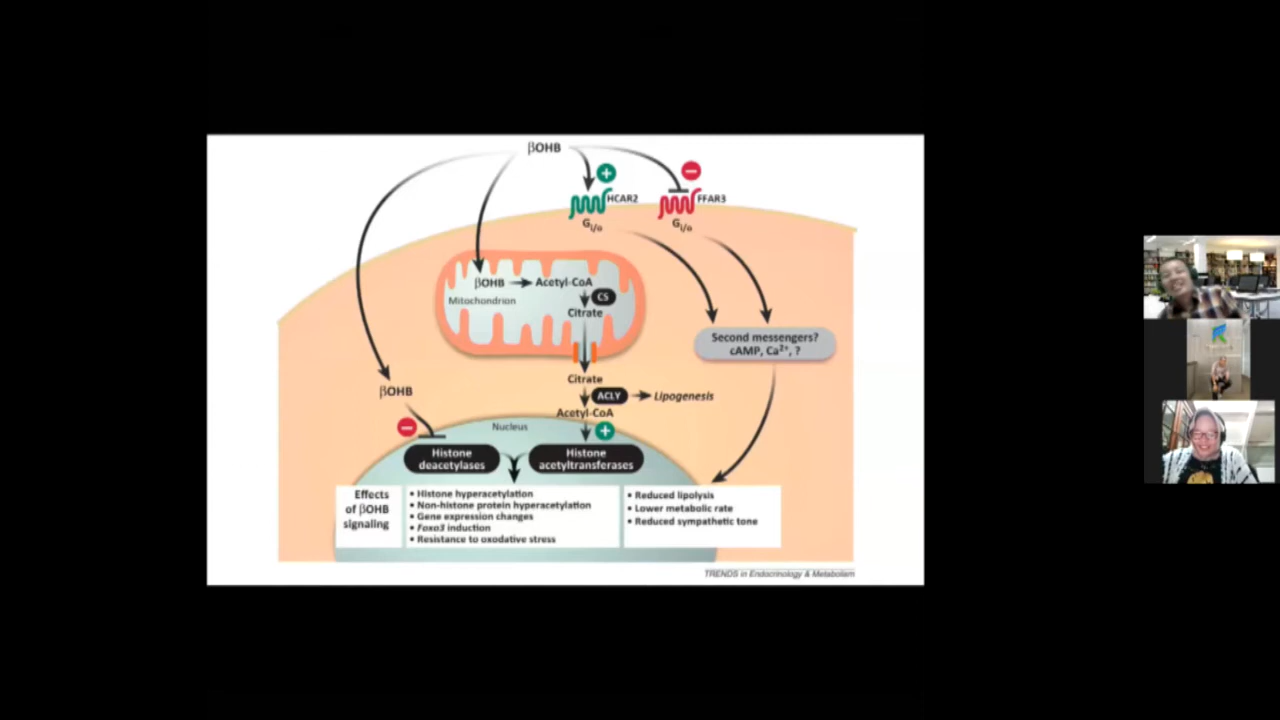 βOHB
HCAR2
FFAR3
Gi/o
Gi/o
βOHB
Acetyl-CoA
Mitochondrion
CS
Citrate
Second messengers?
cAMP, Ca²⁺, ?
Citrate
βOHB
ACLY
Lipogenesis
Acetyl-CoA
Nucleus
Histone
deacetylases
Histone
acetyltransferases
Effects
of βOHB
signaling
• Histone hyperacetylation
• Non-histone protein hyperacetylation
• Gene expression changes
• Foxo3 induction
• Resistance to oxodative stress
• Reduced lipolysis
• Lower metabolic rate
• Reduced sympathetic tone
TRENDS in Endocrinology & Metabolism